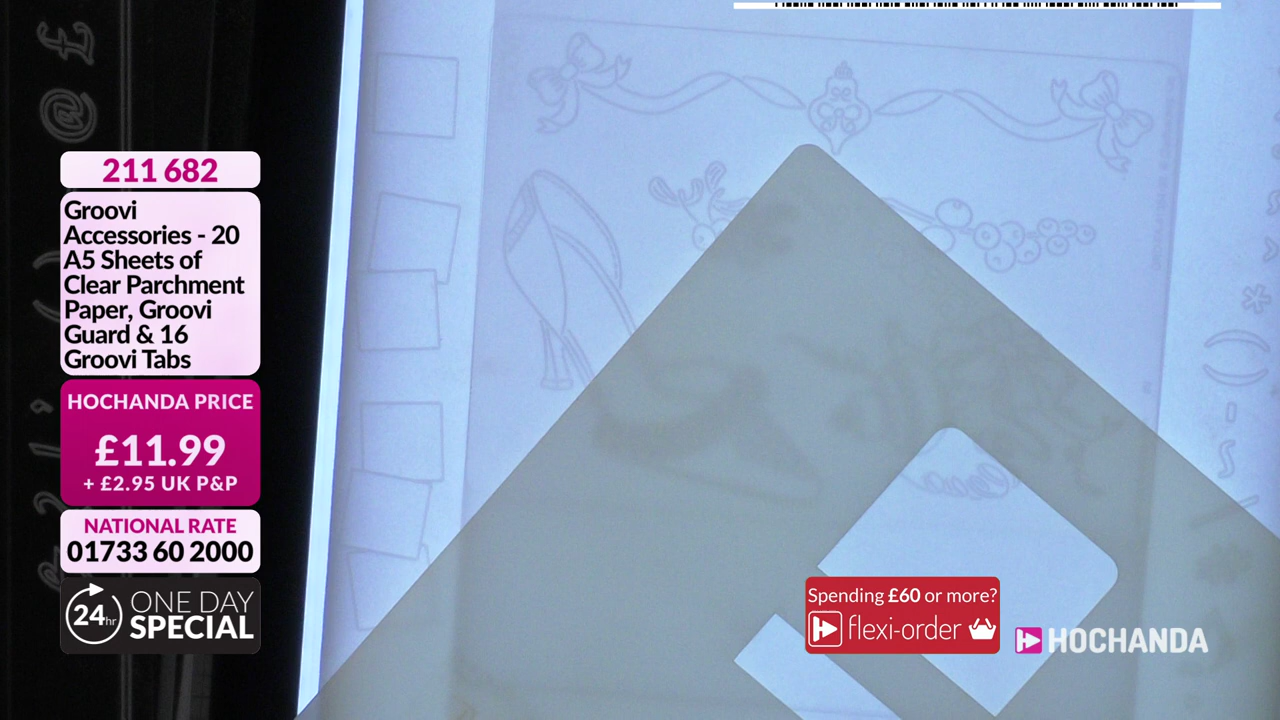 211 682
Groovi
Accessories - 20
A5 Sheets of
Clear Parchment
Paper, Groovi
Guard & 16
Groovi Tabs
HOCHANDA PRICE
£11.99
+ £2.95 UK P&P
NATIONAL RATE
01733 60 2000
24hr ONE DAY
SPECIAL
Spending £60 or more?
flexi-order
HOCHANDA
£
@